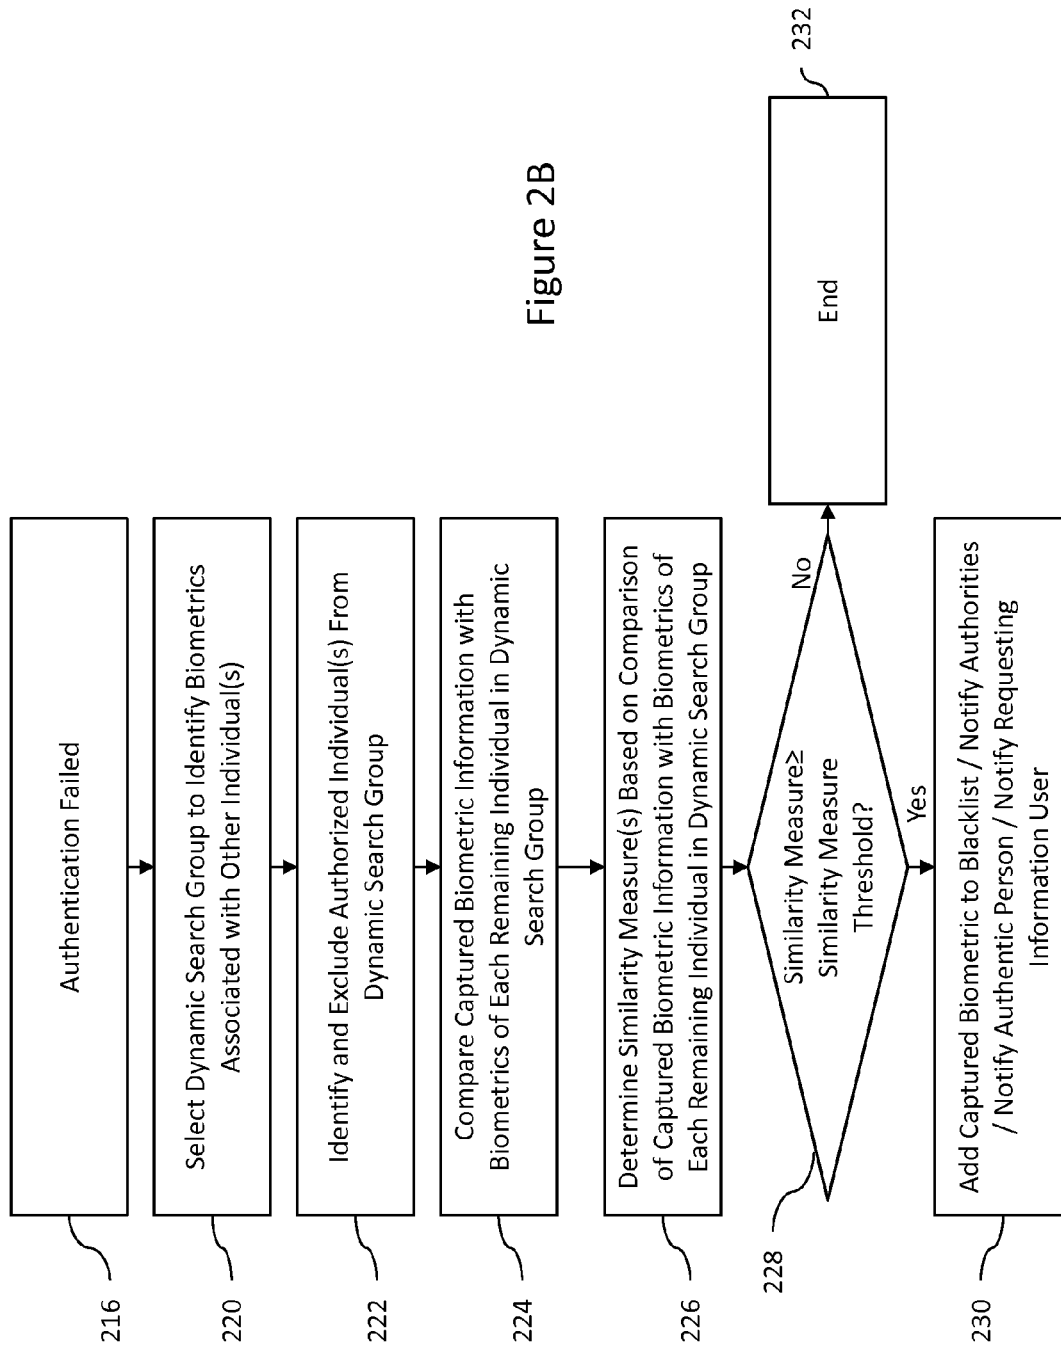 216
Authentication Failed
220
Select Dynamic Search Group to Identify Biometrics
Associated with Other Individual(s)
222
Identify and Exclude Authorized Individual(s) From
Dynamic Search Group
224
Compare Captured Biometric Information with
Biometrics of Each Remaining Individual in Dynamic
Search Group
226
Determine Similarity Measure(s) Based on Comparison
of Captured Biometric Information with Biometrics of
Each Remaining Individual in Dynamic Search Group
228
Similarity Measure≥
Similarity Measure
Threshold?
No
End
232
Yes
230
Add Captured Biometric to Blacklist / Notify Authorities
/ Notify Authentic Person / Notify Requesting
Information User
Figure 2B